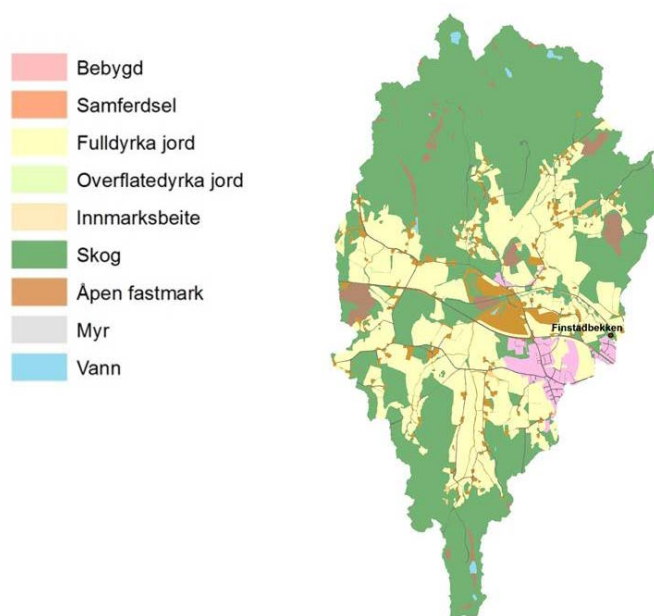 Bebygd
Samferdsel
Fulldyrka jord
Overflatedyrka jord
Innmarksbeite
Skog
Åpen fastmark
Myr
Vann
Finstadbekken